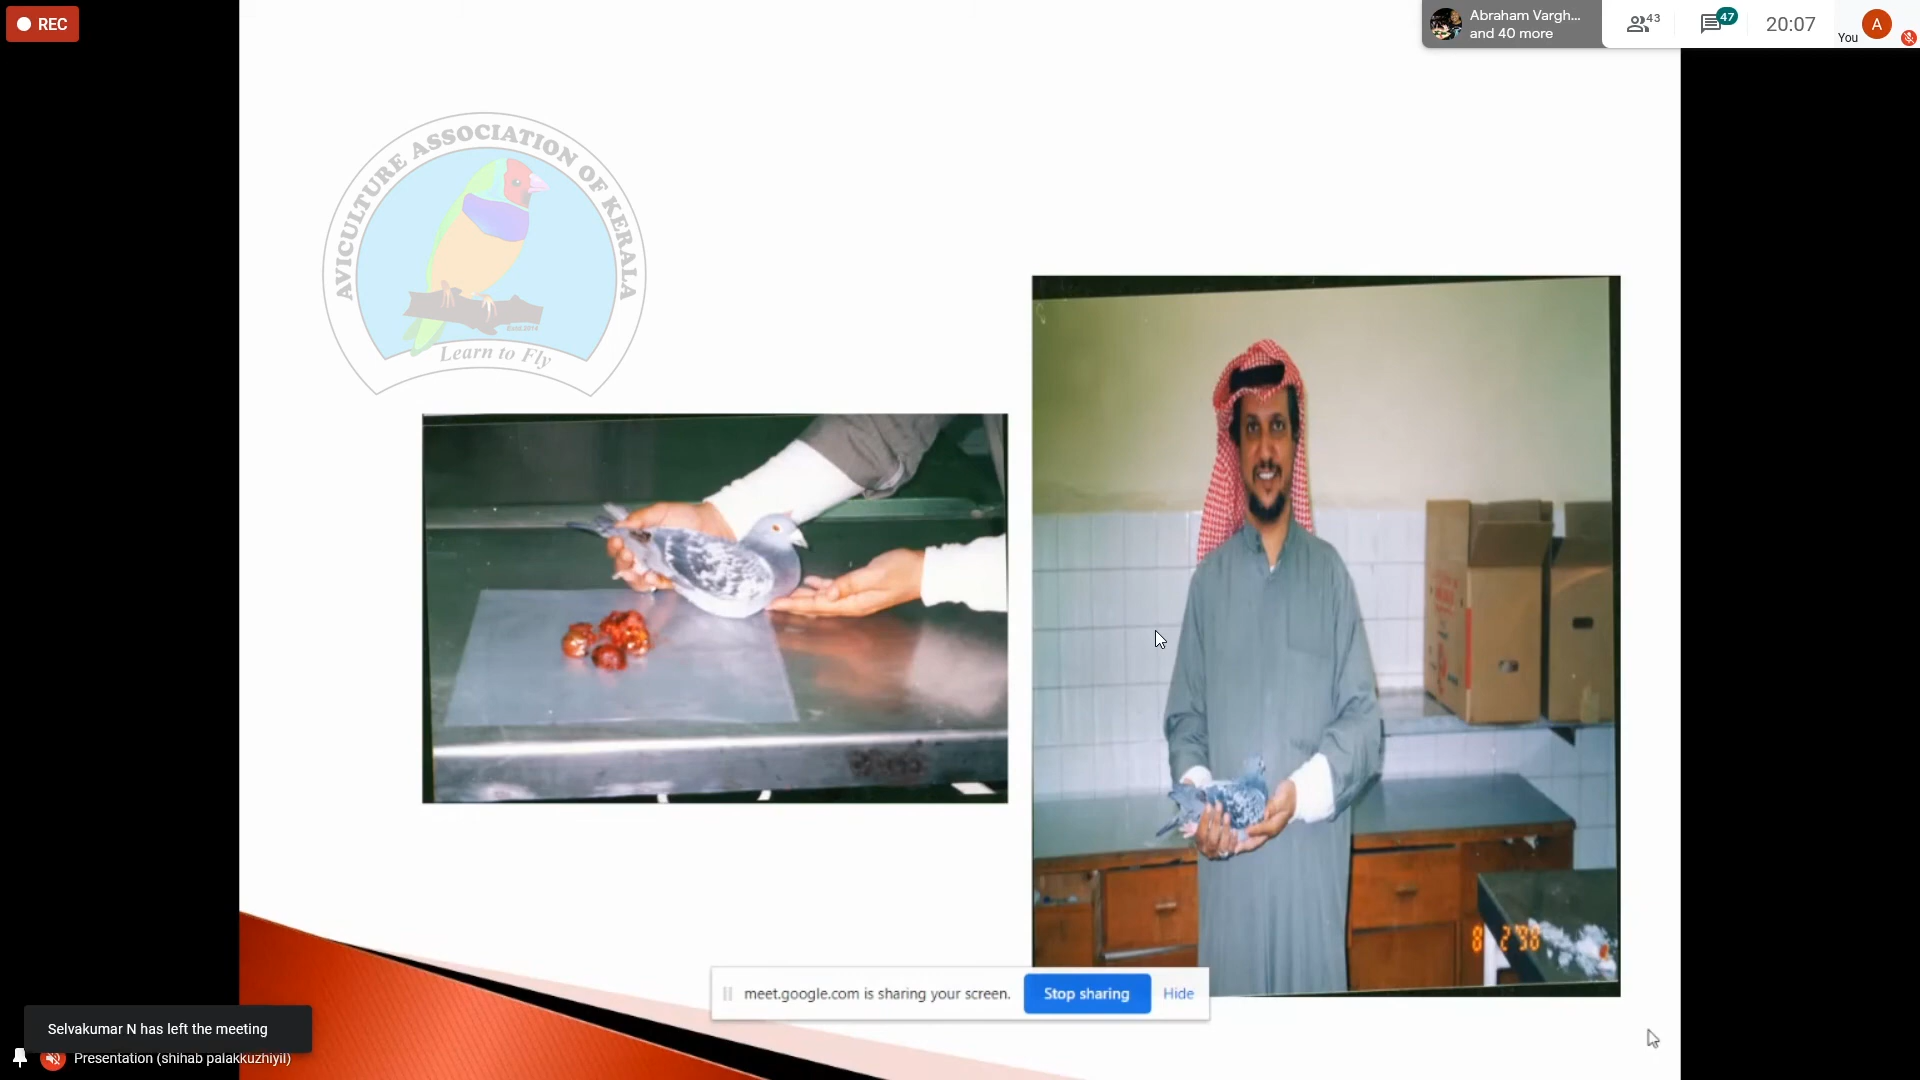 REC
Abraham Vargh...
and 40 more
43
47
20:07
You
A
AVICULTURE ASSOCIATION OF KERALA
Estd.2014
Learn to Fly
8 2'98
meet.google.com is sharing your screen.
Stop sharing
Hide
Selvakumar N has left the meeting
Presentation (shihab palakkuzhiyil)